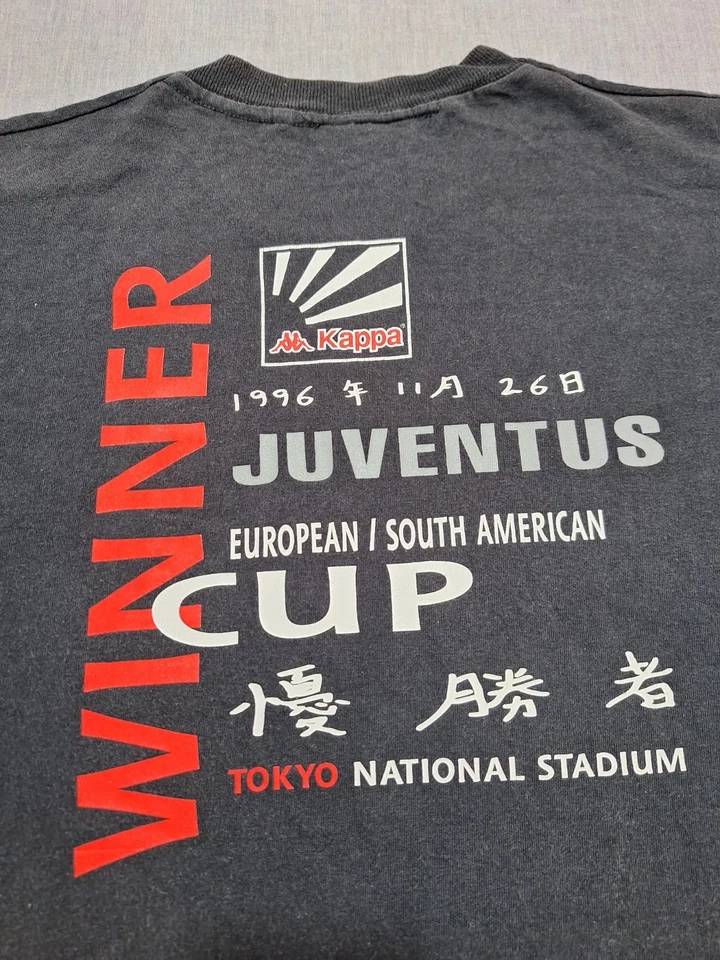 WINNER
Kappa
1996 年 11月 26日
JUVENTUS
EUROPEAN / SOUTH AMERICAN
CUP
優 勝 者
TOKYO NATIONAL STADIUM